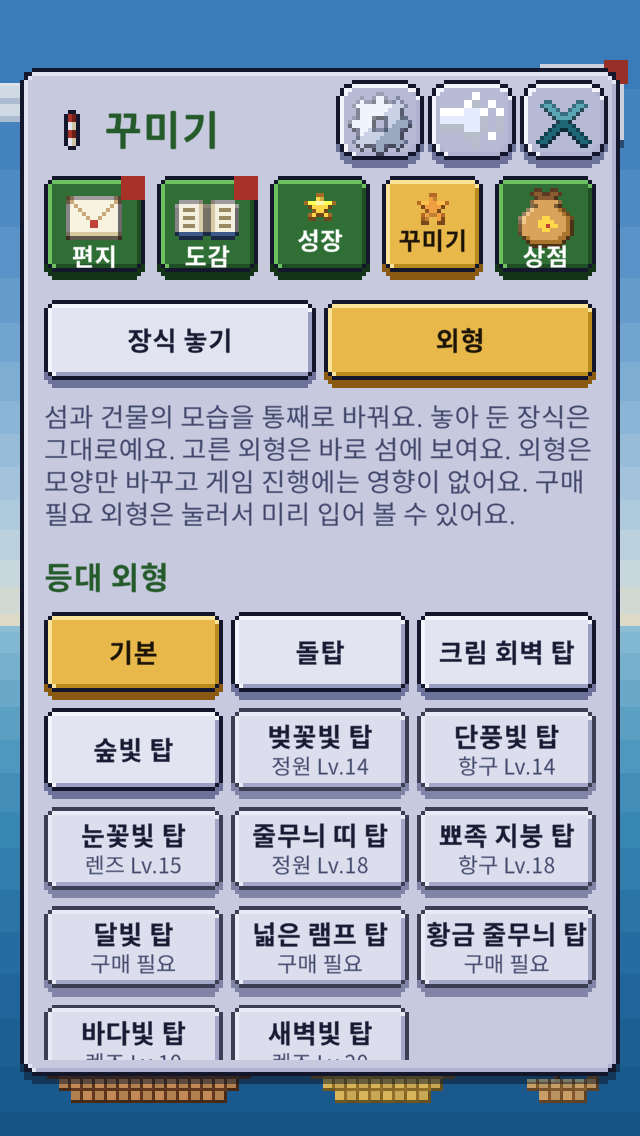 꾸미기
편지 도감 성장 꾸미기 상점
장식 놓기 외형
섬과 건물의 모습을 통째로 바꿔요. 놓아 둔 장식은
그대로예요. 고른 외형은 바로 섬에 보여요. 외형은
모양만 바꾸고 게임 진행에는 영향이 없어요. 구매
필요 외형은 눌러서 미리 입어 볼 수 있어요.
등대 외형
기본 돌탑 크림 회벽 탑
숲빛 탑 벚꽃빛 탑 단풍빛 탑
정원 Lv.14 항구 Lv.14
눈꽃빛 탑 줄무늬 띠 탑 뾰족 지붕 탑
렌즈 Lv.15 정원 Lv.18 항구 Lv.18
달빛 탑 넓은 램프 탑 황금 줄무늬 탑
구매 필요 구매 필요 구매 필요
바다빛 탑 새벽빛 탑